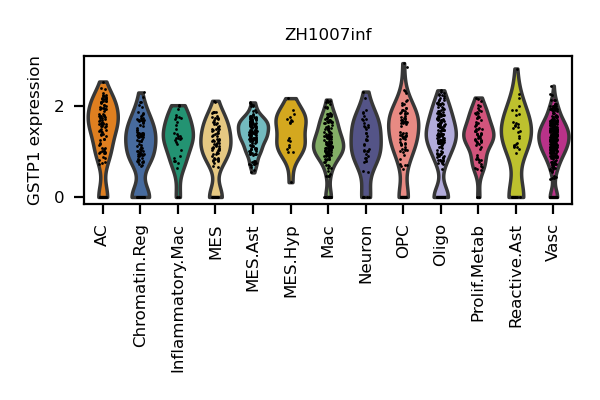 ZH1007inf
GSTP1 expression
2
0
AC
Chromatin.Reg
Inflammatory.Mac
MES
MES.Ast
MES.Hyp
Mac
Neuron
OPC
Oligo
Prolif.Metab
Reactive.Ast
Vasc